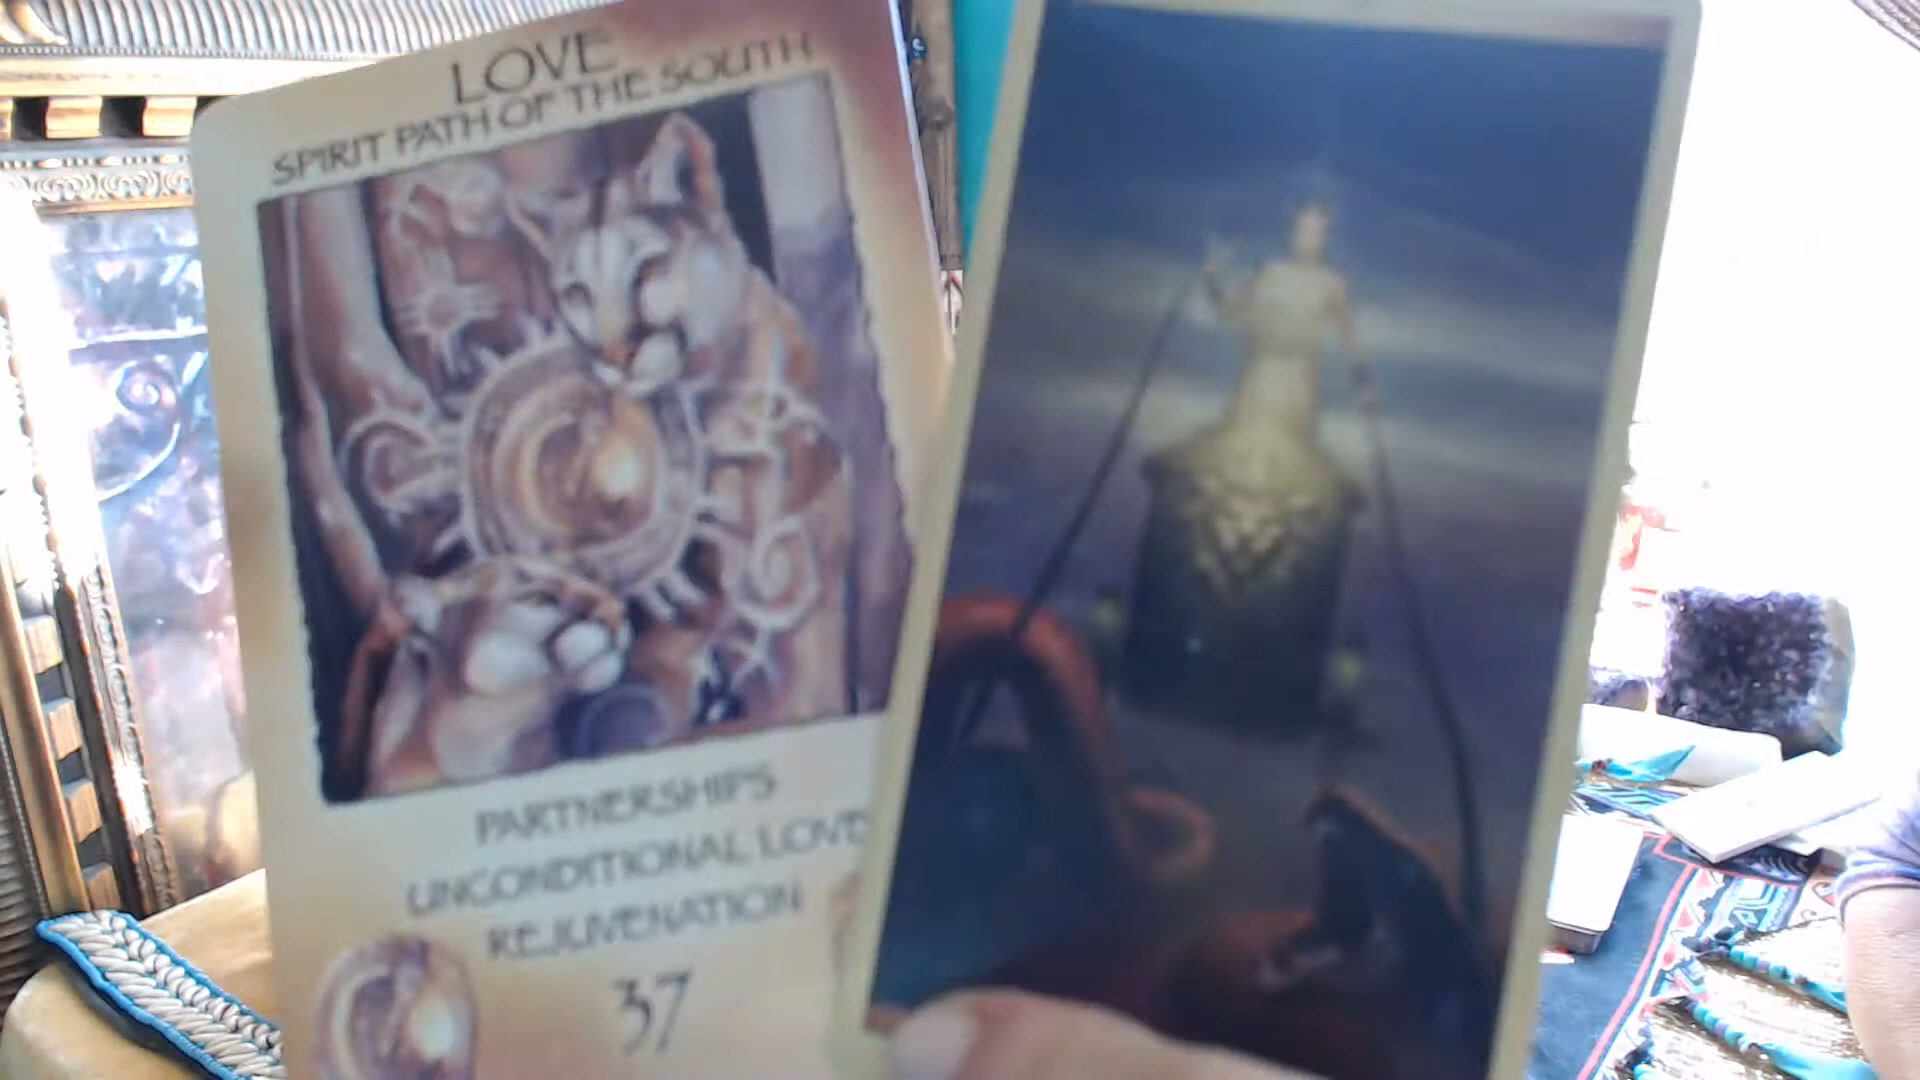 LOVE
SPIRIT PATH OF THE SOUTH
PARTNERSHIPS
UNCONDITIONAL LOVE
REJUVENATION
37